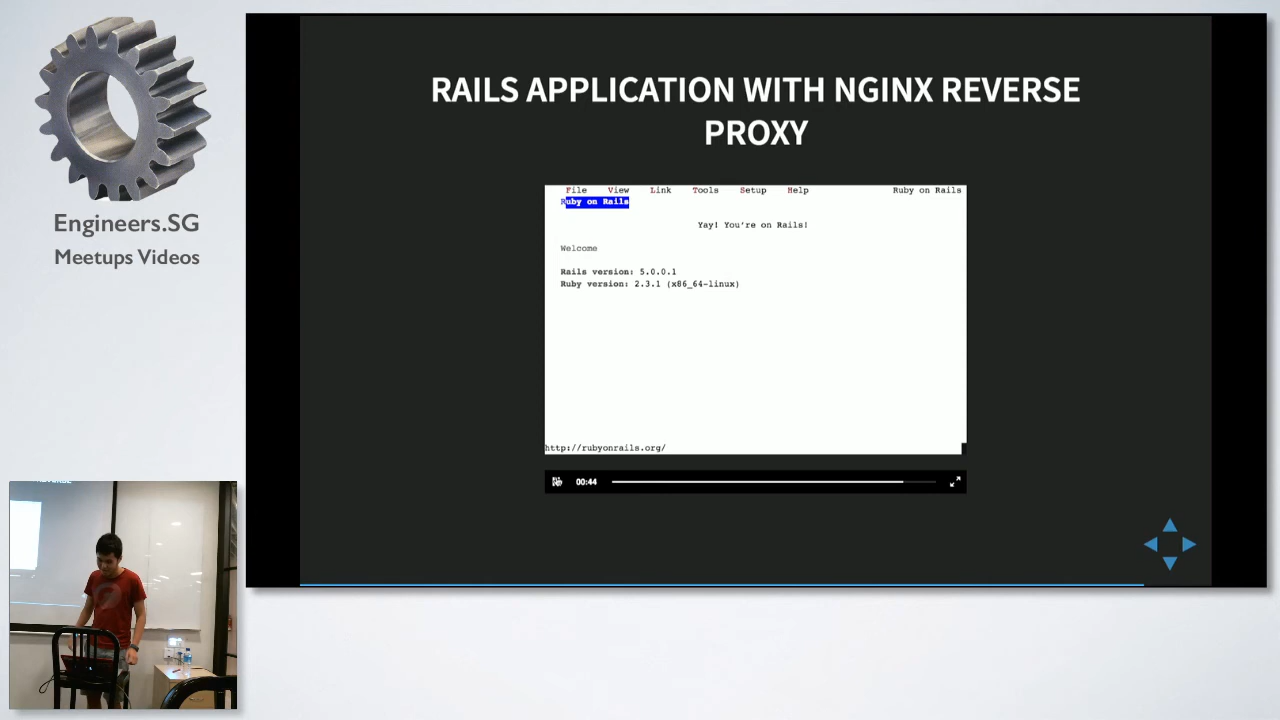 Engineers.SG
Meetups Videos
RAILS APPLICATION WITH NGINX REVERSE
PROXY
File View Link Tools Setup Help Ruby on Rails
Ruby on Rails
Yay! You're on Rails!
Welcome
Rails version: 5.0.0.1
Ruby version: 2.3.1 (x86_64-linux)
http://rubyonrails.org/
00:44